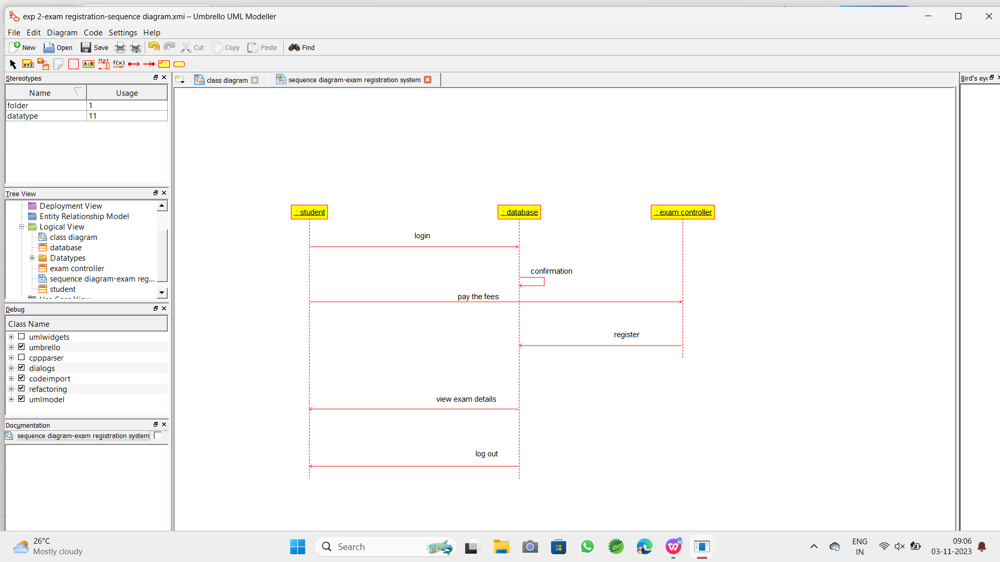 exp 2-exam registration-sequence diagram.xmi – Umbrello UML Modeller
File Edit Diagram Code Settings Help
New Open Save Cut Copy Paste Find
XYZ XYZ A:B f(x) f(x)
Stereotypes
Name Usage
folder 1
datatype 11
Tree View
Deployment View
Entity Relationship Model
Logical View
class diagram
database
Datatypes
exam controller
sequence diagram-exam reg...
student
Debug
Class Name
umlwidgets
umbrello
cppparser
dialogs
codeimport
refactoring
umlmodel
Documentation
sequence diagram-exam registration system
class diagram
sequence diagram-exam registration system
Bird's eye
: student
: database
: exam controller
login
confirmation
pay the fees
register
view exam details
log out
26°C
Mostly cloudy
Search
ENG
IN
09:06
03-11-2023